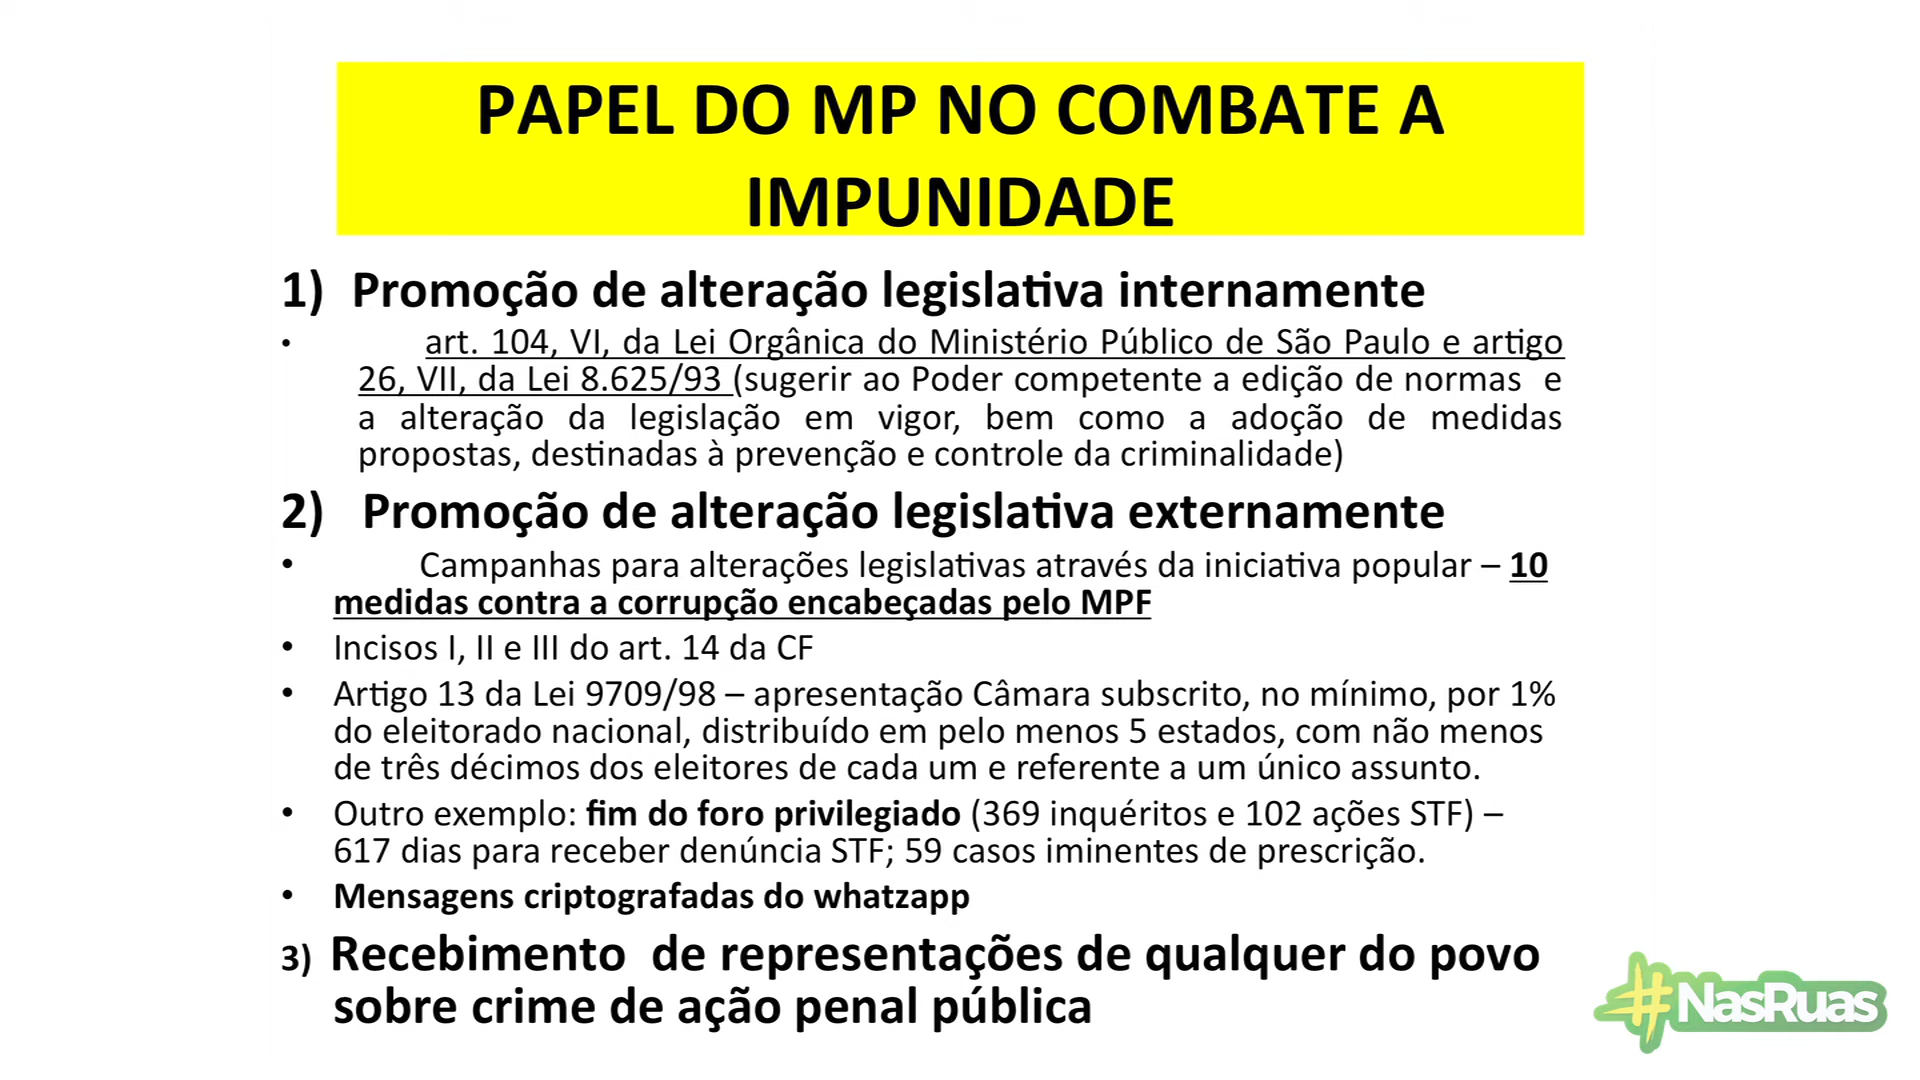 PAPEL DO MP NO COMBATE A
IMPUNIDADE
1) Promoção de alteração legislativa internamente
• art. 104, VI, da Lei Orgânica do Ministério Público de São Paulo e artigo
26, VII, da Lei 8.625/93 (sugerir ao Poder competente a edição de normas e
a alteração da legislação em vigor, bem como a adoção de medidas
propostas, destinadas à prevenção e controle da criminalidade)
2) Promoção de alteração legislativa externamente
• Campanhas para alterações legislativas através da iniciativa popular – 10
medidas contra a corrupção encabeçadas pelo MPF
• Incisos I, II e III do art. 14 da CF
• Artigo 13 da Lei 9709/98 – apresentação Câmara subscrito, no mínimo, por 1%
do eleitorado nacional, distribuído em pelo menos 5 estados, com não menos
de três décimos dos eleitores de cada um e referente a um único assunto.
• Outro exemplo: fim do foro privilegiado (369 inquéritos e 102 ações STF) –
617 dias para receber denúncia STF; 59 casos iminentes de prescrição.
• Mensagens criptografadas do whatzapp
3) Recebimento de representações de qualquer do povo
sobre crime de ação penal pública
#NasRuas